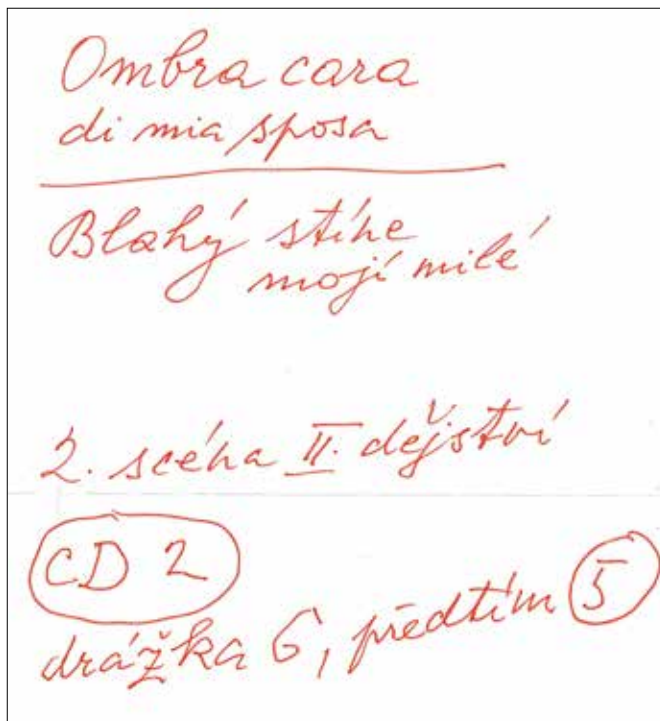 Ombra cara
di mia sposa
Blahý stíne
mojí milé
2. scéna II. dějství
CD 2
drážka 6, předtím 5